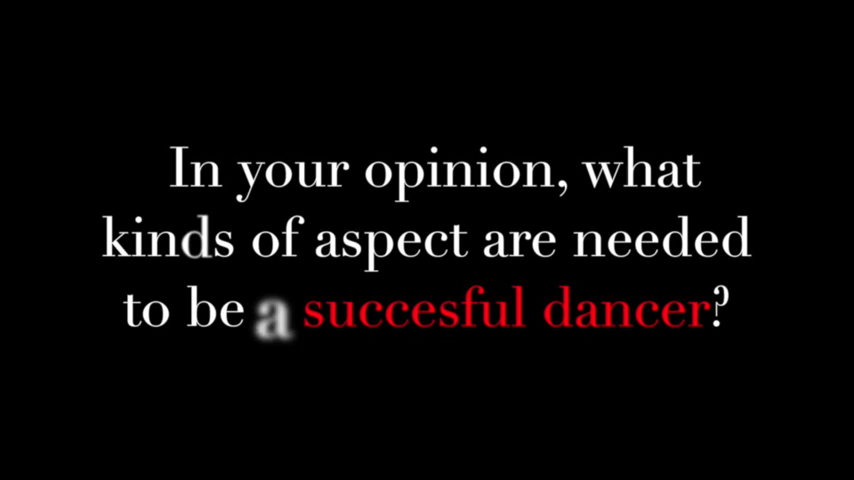 In your opinion, what
kinds of aspect are needed
to be a succesful dancer?